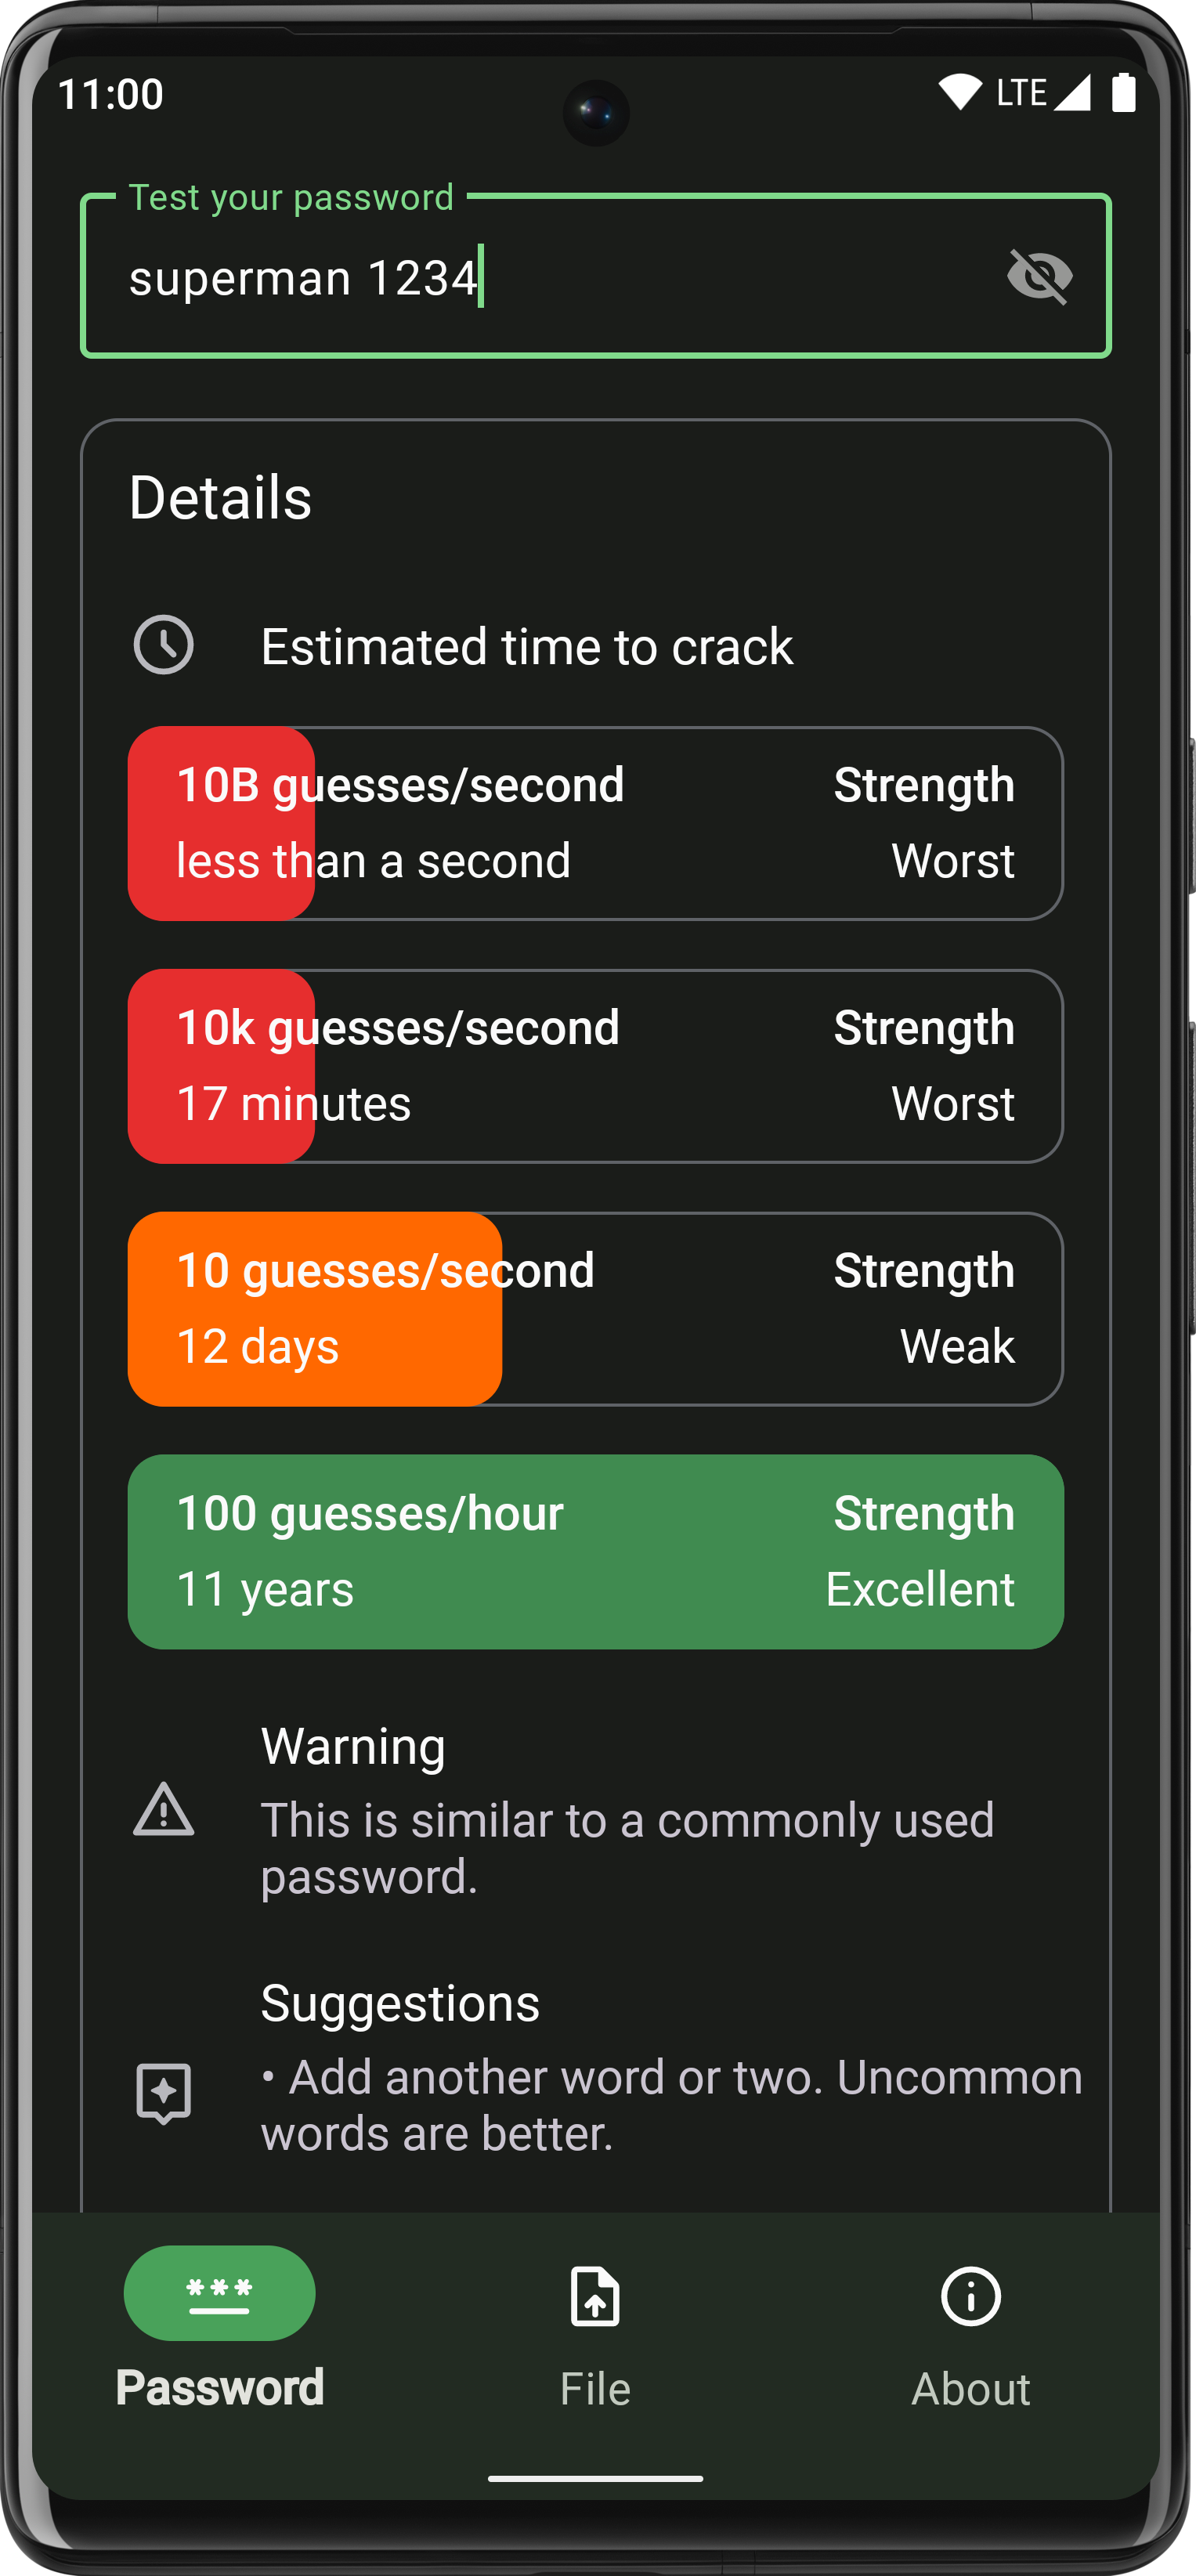 11:00 LTE
Test your password
superman 1234
Details
Estimated time to crack
10B guesses/second Strength
less than a second Worst
10k guesses/second Strength
17 minutes Worst
10 guesses/second Strength
12 days Weak
100 guesses/hour Strength
11 years Excellent
Warning
This is similar to a commonly used
password.
Suggestions
• Add another word or two. Uncommon
words are better.
Password File About